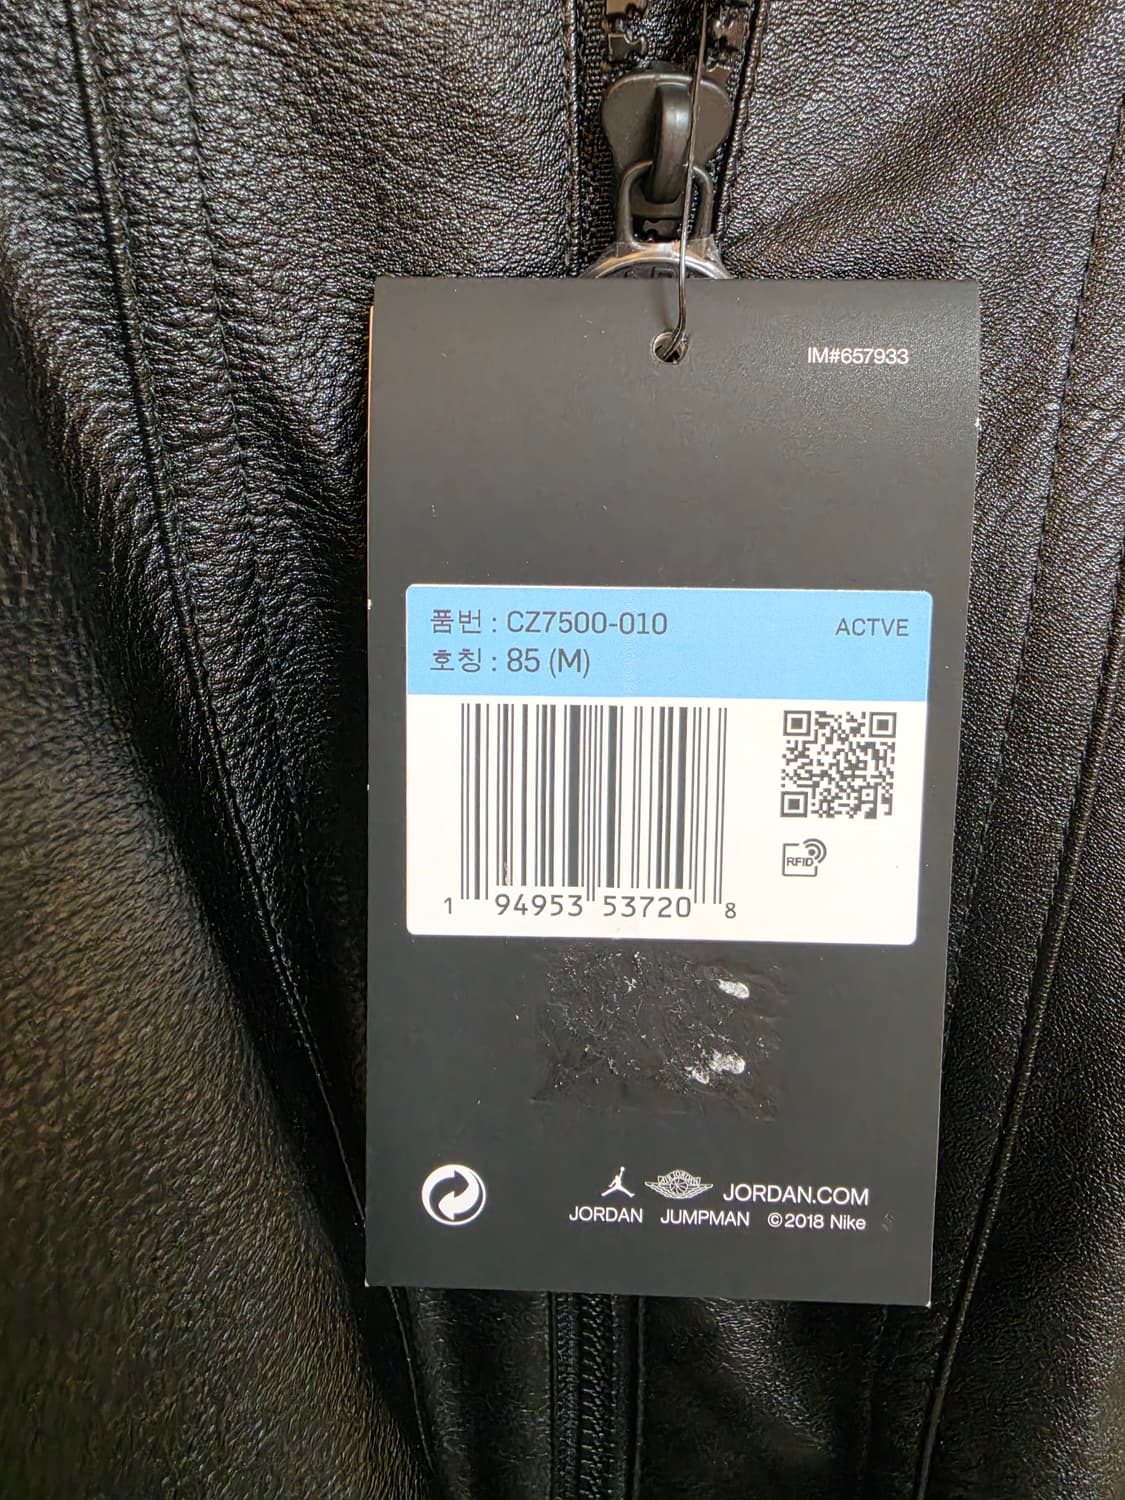 IM#657933
품번 : CZ7500-010
ACTVE
호칭 : 85 (M)
RFID
1 94953 53720 8
JORDAN.COM
JORDAN JUMPMAN ©2018 Nike